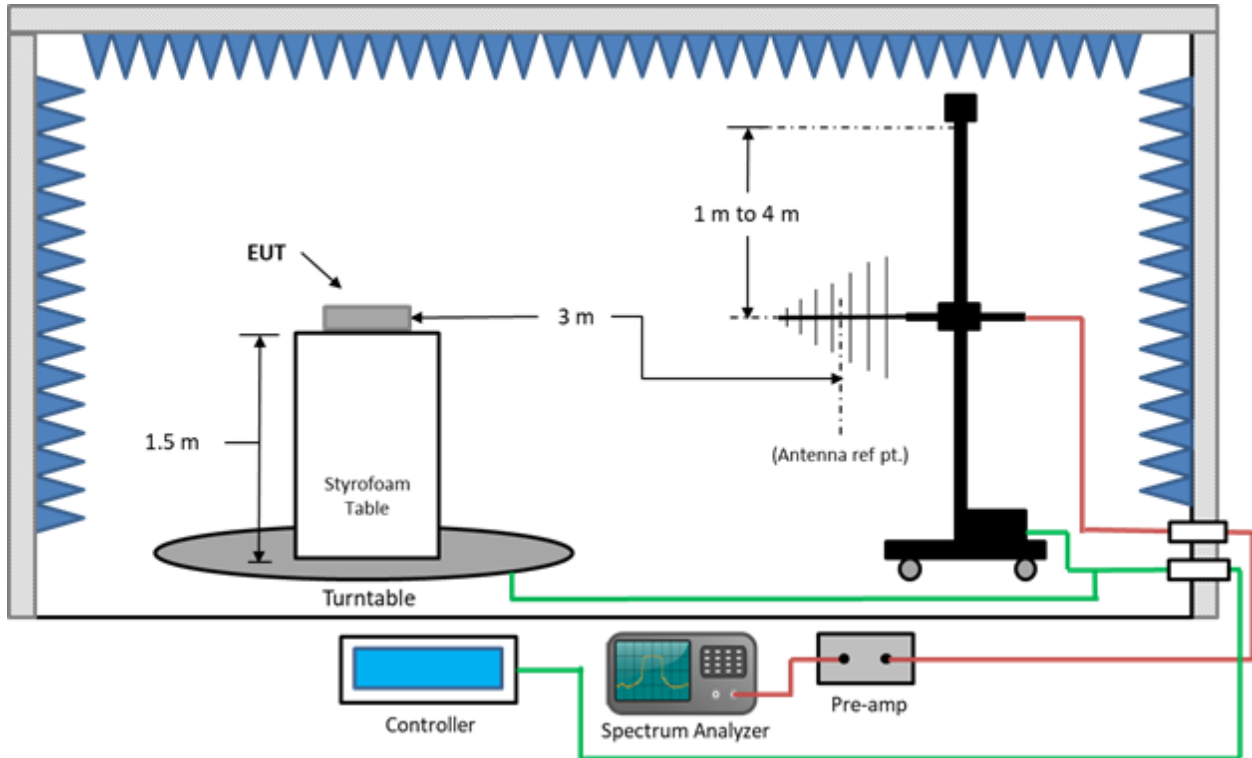 1 m to 4 m
EUT
3 m
1.5 m
(Antenna ref pt.)
Styrofoam
Table
Turntable
Controller
Spectrum Analyzer
Pre-amp